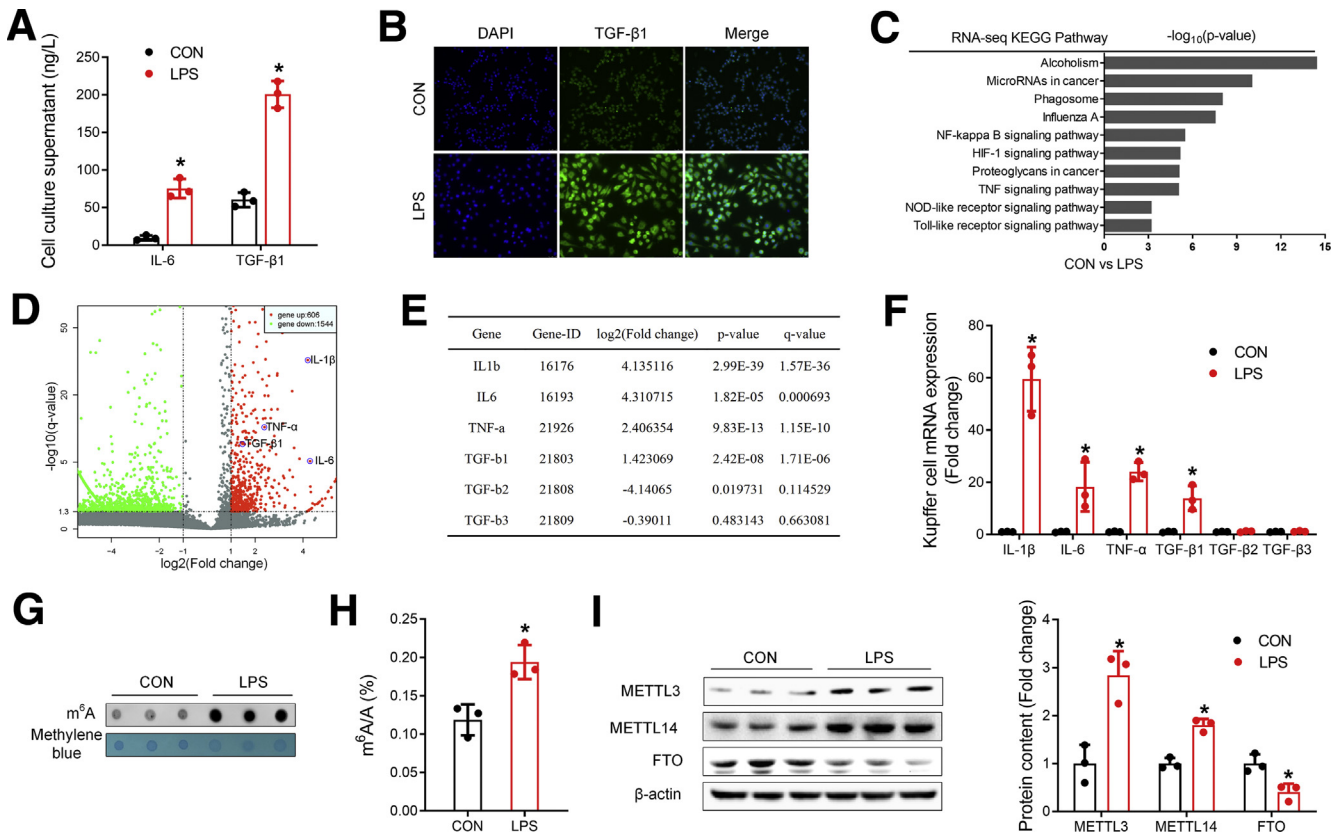 A
Cell culture supernatant (ng/L)
CON
LPS
250
200
150
100
50
0
*
*
IL-6
TGF-β1
B
DAPI
TGF-β1
Merge
CON
LPS
C
RNA-seq KEGG Pathway
-log10(p-value)
Alcoholism
MicroRNAs in cancer
Phagosome
Influenza A
NF-kappa B signaling pathway
HIF-1 signaling pathway
Proteoglycans in cancer
TNF signaling pathway
NOD-like receptor signaling pathway
Toll-like receptor signaling pathway
0 3 6 9 12 15
CON vs LPS
D
-log10(q-value)
50
20
5
1.3
0
gene up:606
gene down:1544
IL-1β
TNF-α
TGF-β1
IL-6
−4 −2 −1 1 2 4
log2(Fold change)
E
Gene Gene-ID log2(Fold change) p-value q-value
IL1b 16176 4.135116 2.99E-39 1.57E-36
IL6 16193 4.310715 1.82E-05 0.000693
TNF-a 21926 2.406354 9.83E-13 1.15E-10
TGF-b1 21803 1.423069 2.42E-08 1.71E-06
TGF-b2 21808 -4.14065 0.019731 0.114529
TGF-b3 21809 -0.39011 0.483143 0.663081
F
Kupffer cell mRNA expression
(Fold change)
80
60
40
20
0
CON
LPS
*
*
*
*
IL-1β IL-6 TNF-α TGF-β1 TGF-β2 TGF-β3
G
CON LPS
m⁶A
Methylene
blue
H
m⁶A/A (%)
0.25
0.20
0.15
0.10
0.05
0.00
*
CON LPS
I
CON LPS
METTL3
METTL14
FTO
β-actin
Protein content (Fold change)
4
3
2
1
0
CON
LPS
*
*
*
METTL3 METTL14 FTO